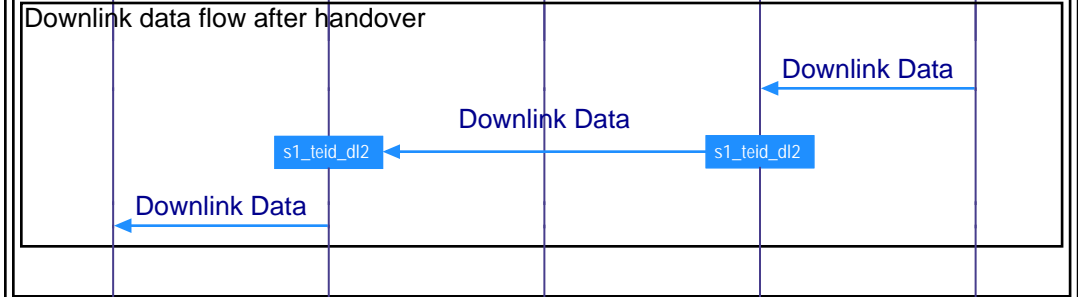 Downlink data flow after handover
Downlink Data
Downlink Data
s1_teid_dl2
s1_teid_dl2
Downlink Data